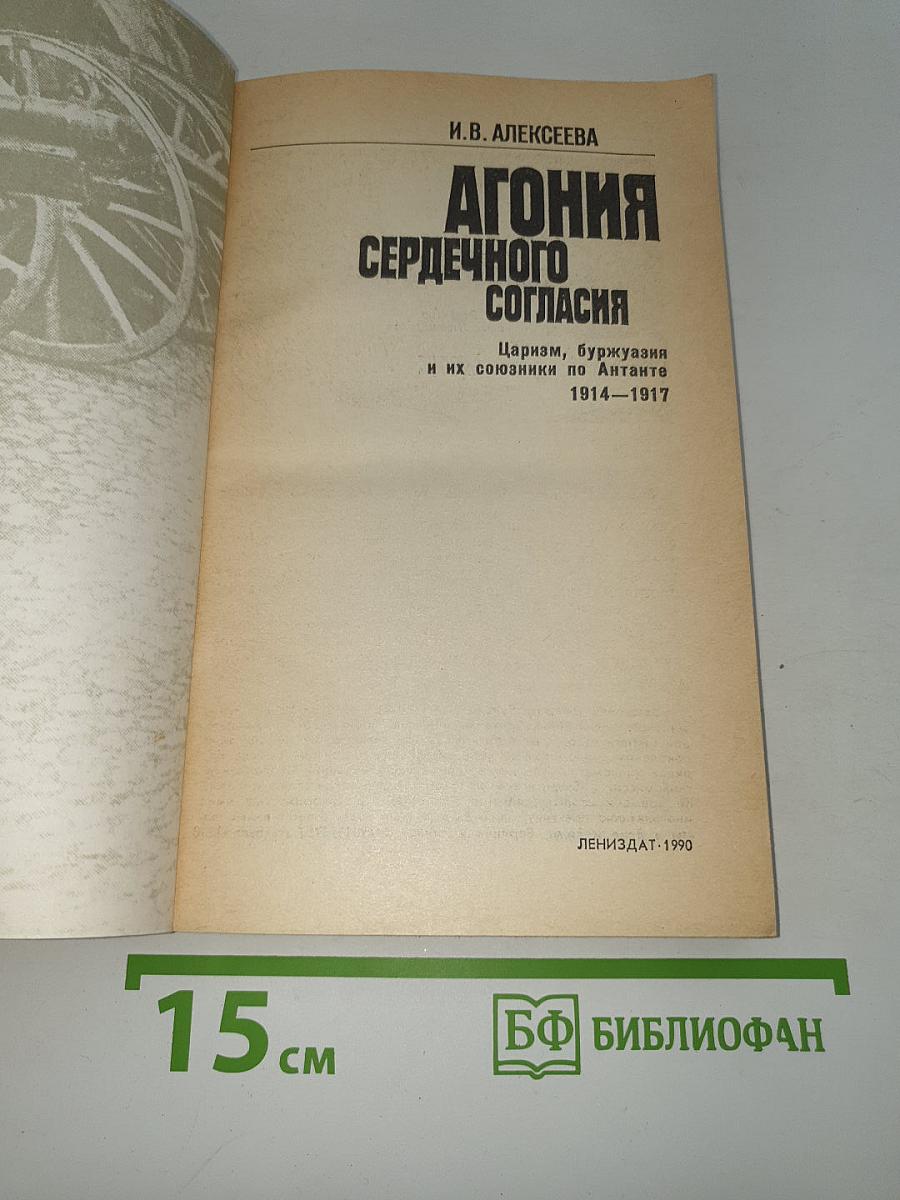 И.В. АЛЕКСЕЕВА
АГОНИЯ
СЕРДЕЧНОГО
СОГЛАСИЯ
Царизм, буржуазия
и их союзники по Антанте
1914—1917
ЛЕНИЗДАТ·1990
15 см
БФ БИБЛИОФАН